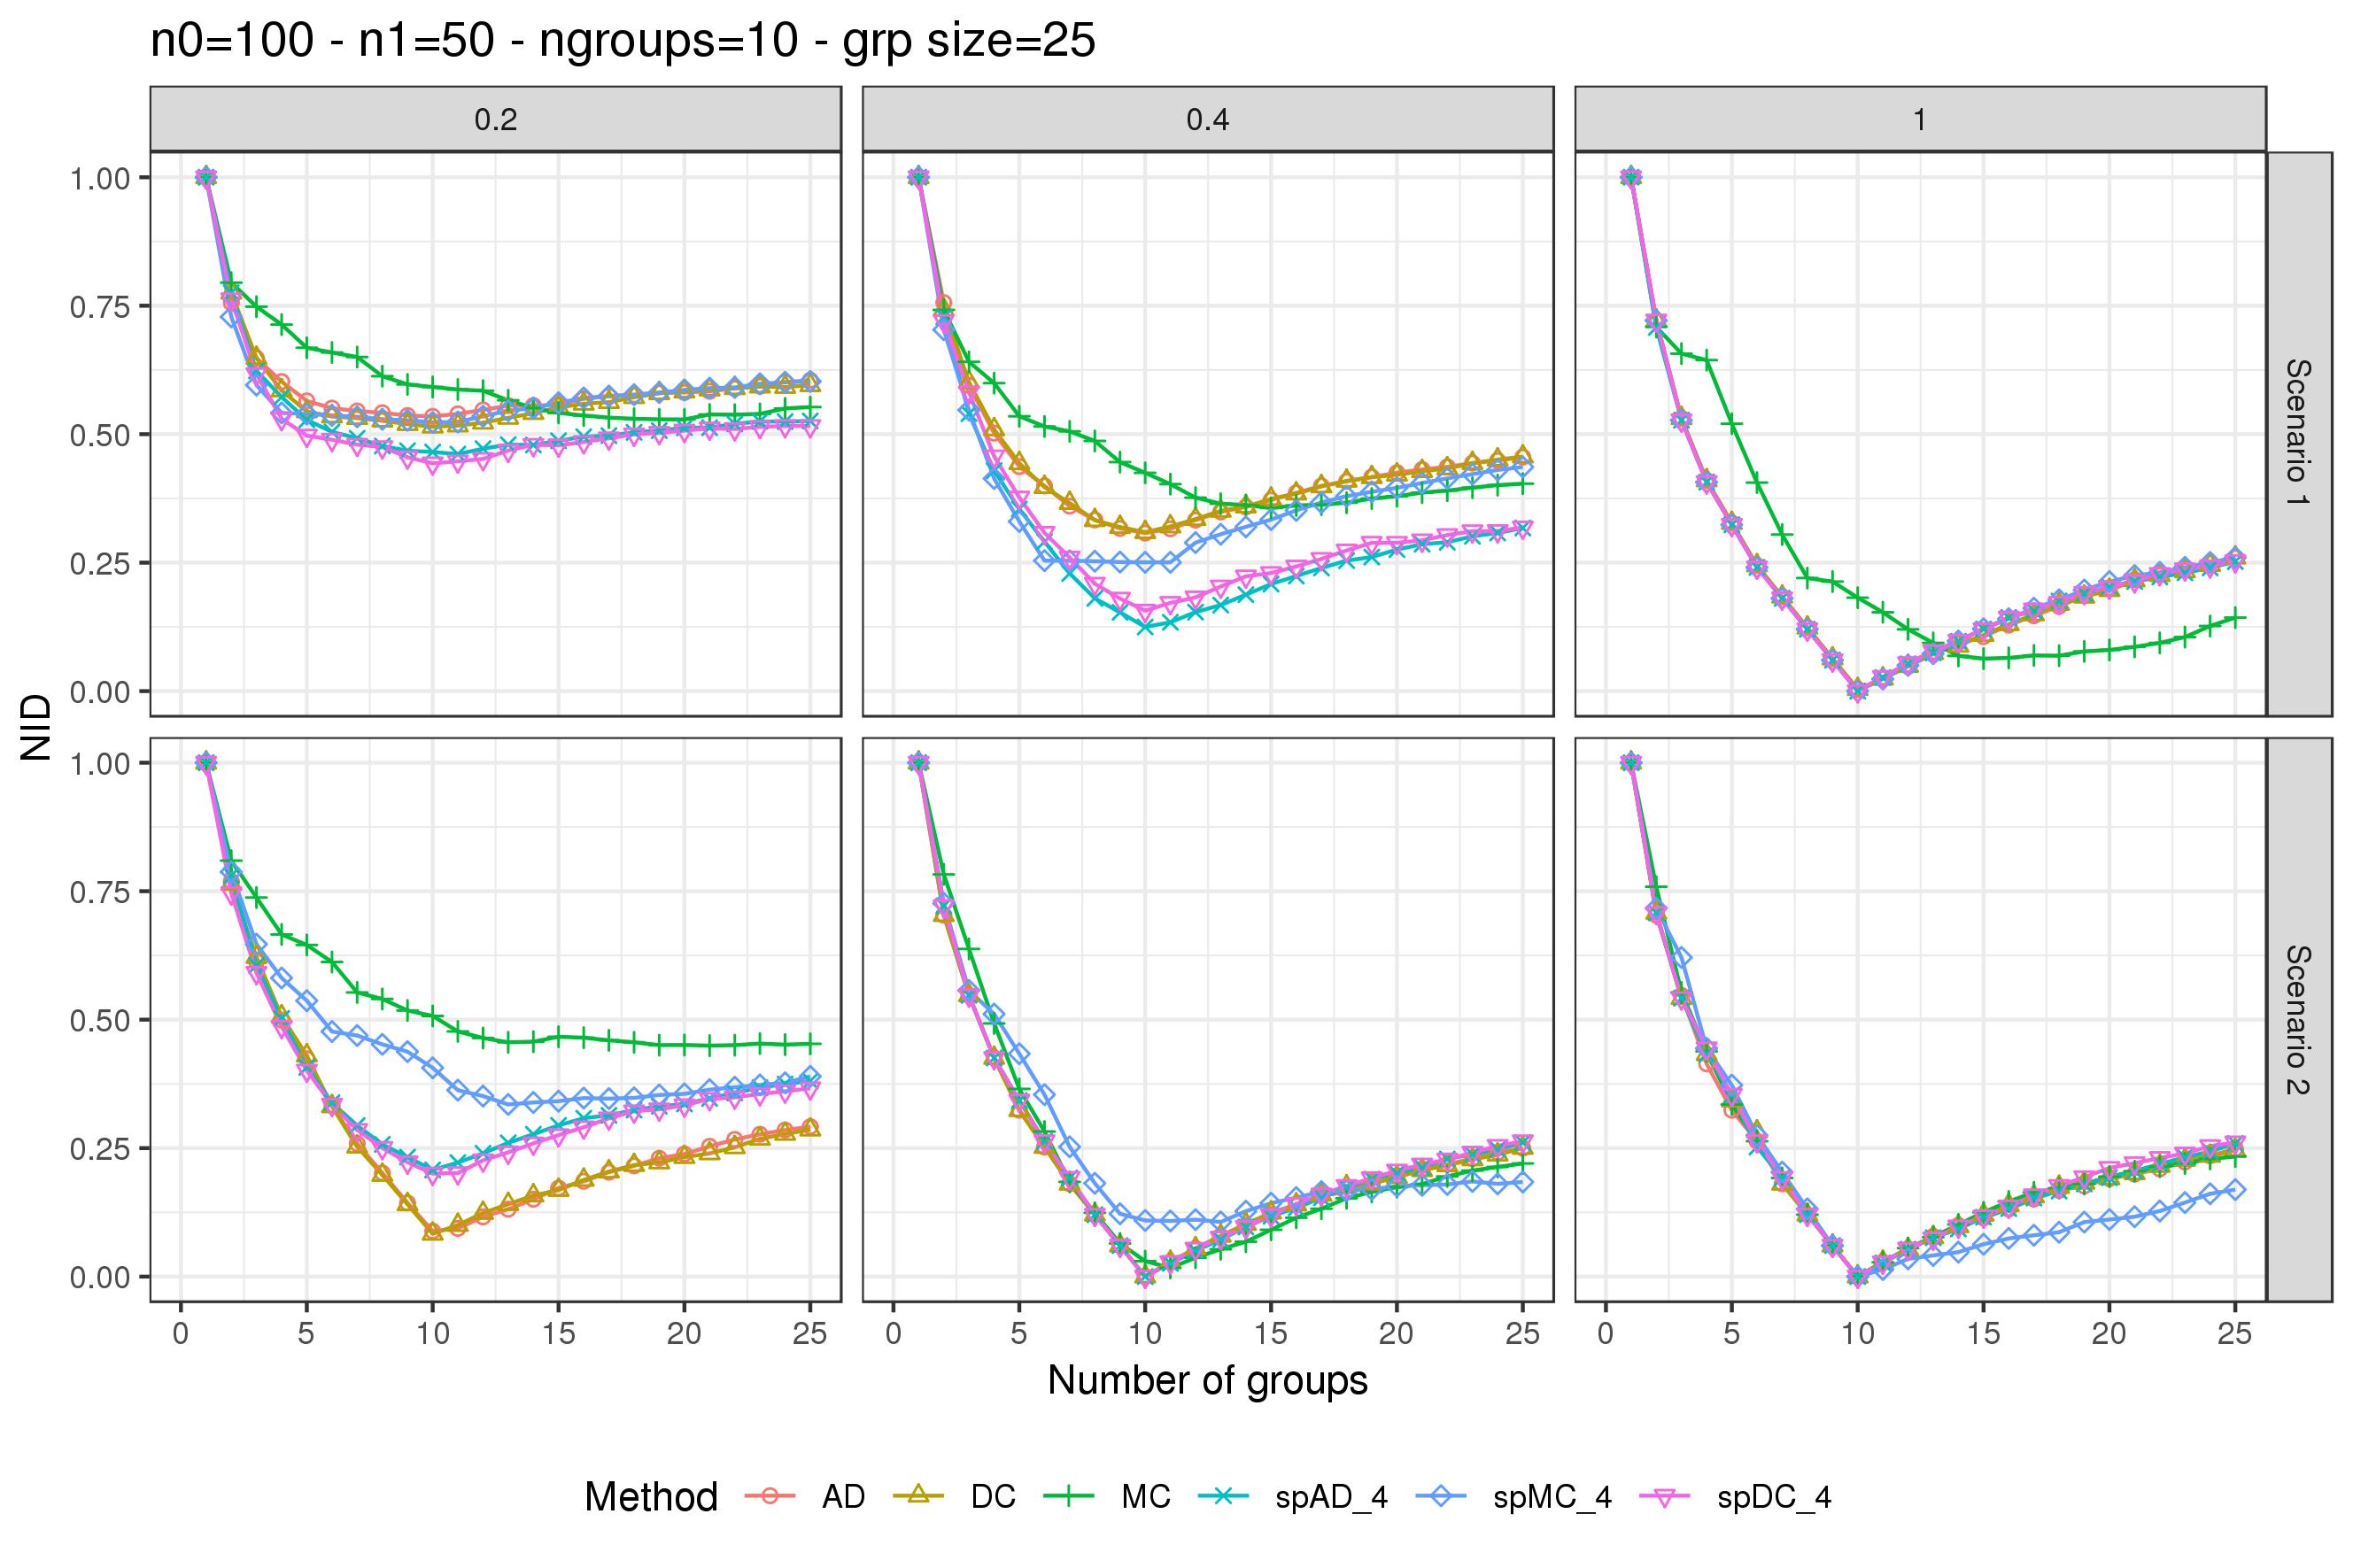 n0=100 - n1=50 - ngroups=10 - grp size=25
0.2 0.4 1
1.00
0.75
0.50
0.25
0.00
Scenario 1
NID
1.00
0.75
0.50
0.25
0.00
Scenario 2
0 5 10 15 20 25 0 5 10 15 20 25 0 5 10 15 20 25
Number of groups
Method AD DC MC spAD_4 spMC_4 spDC_4